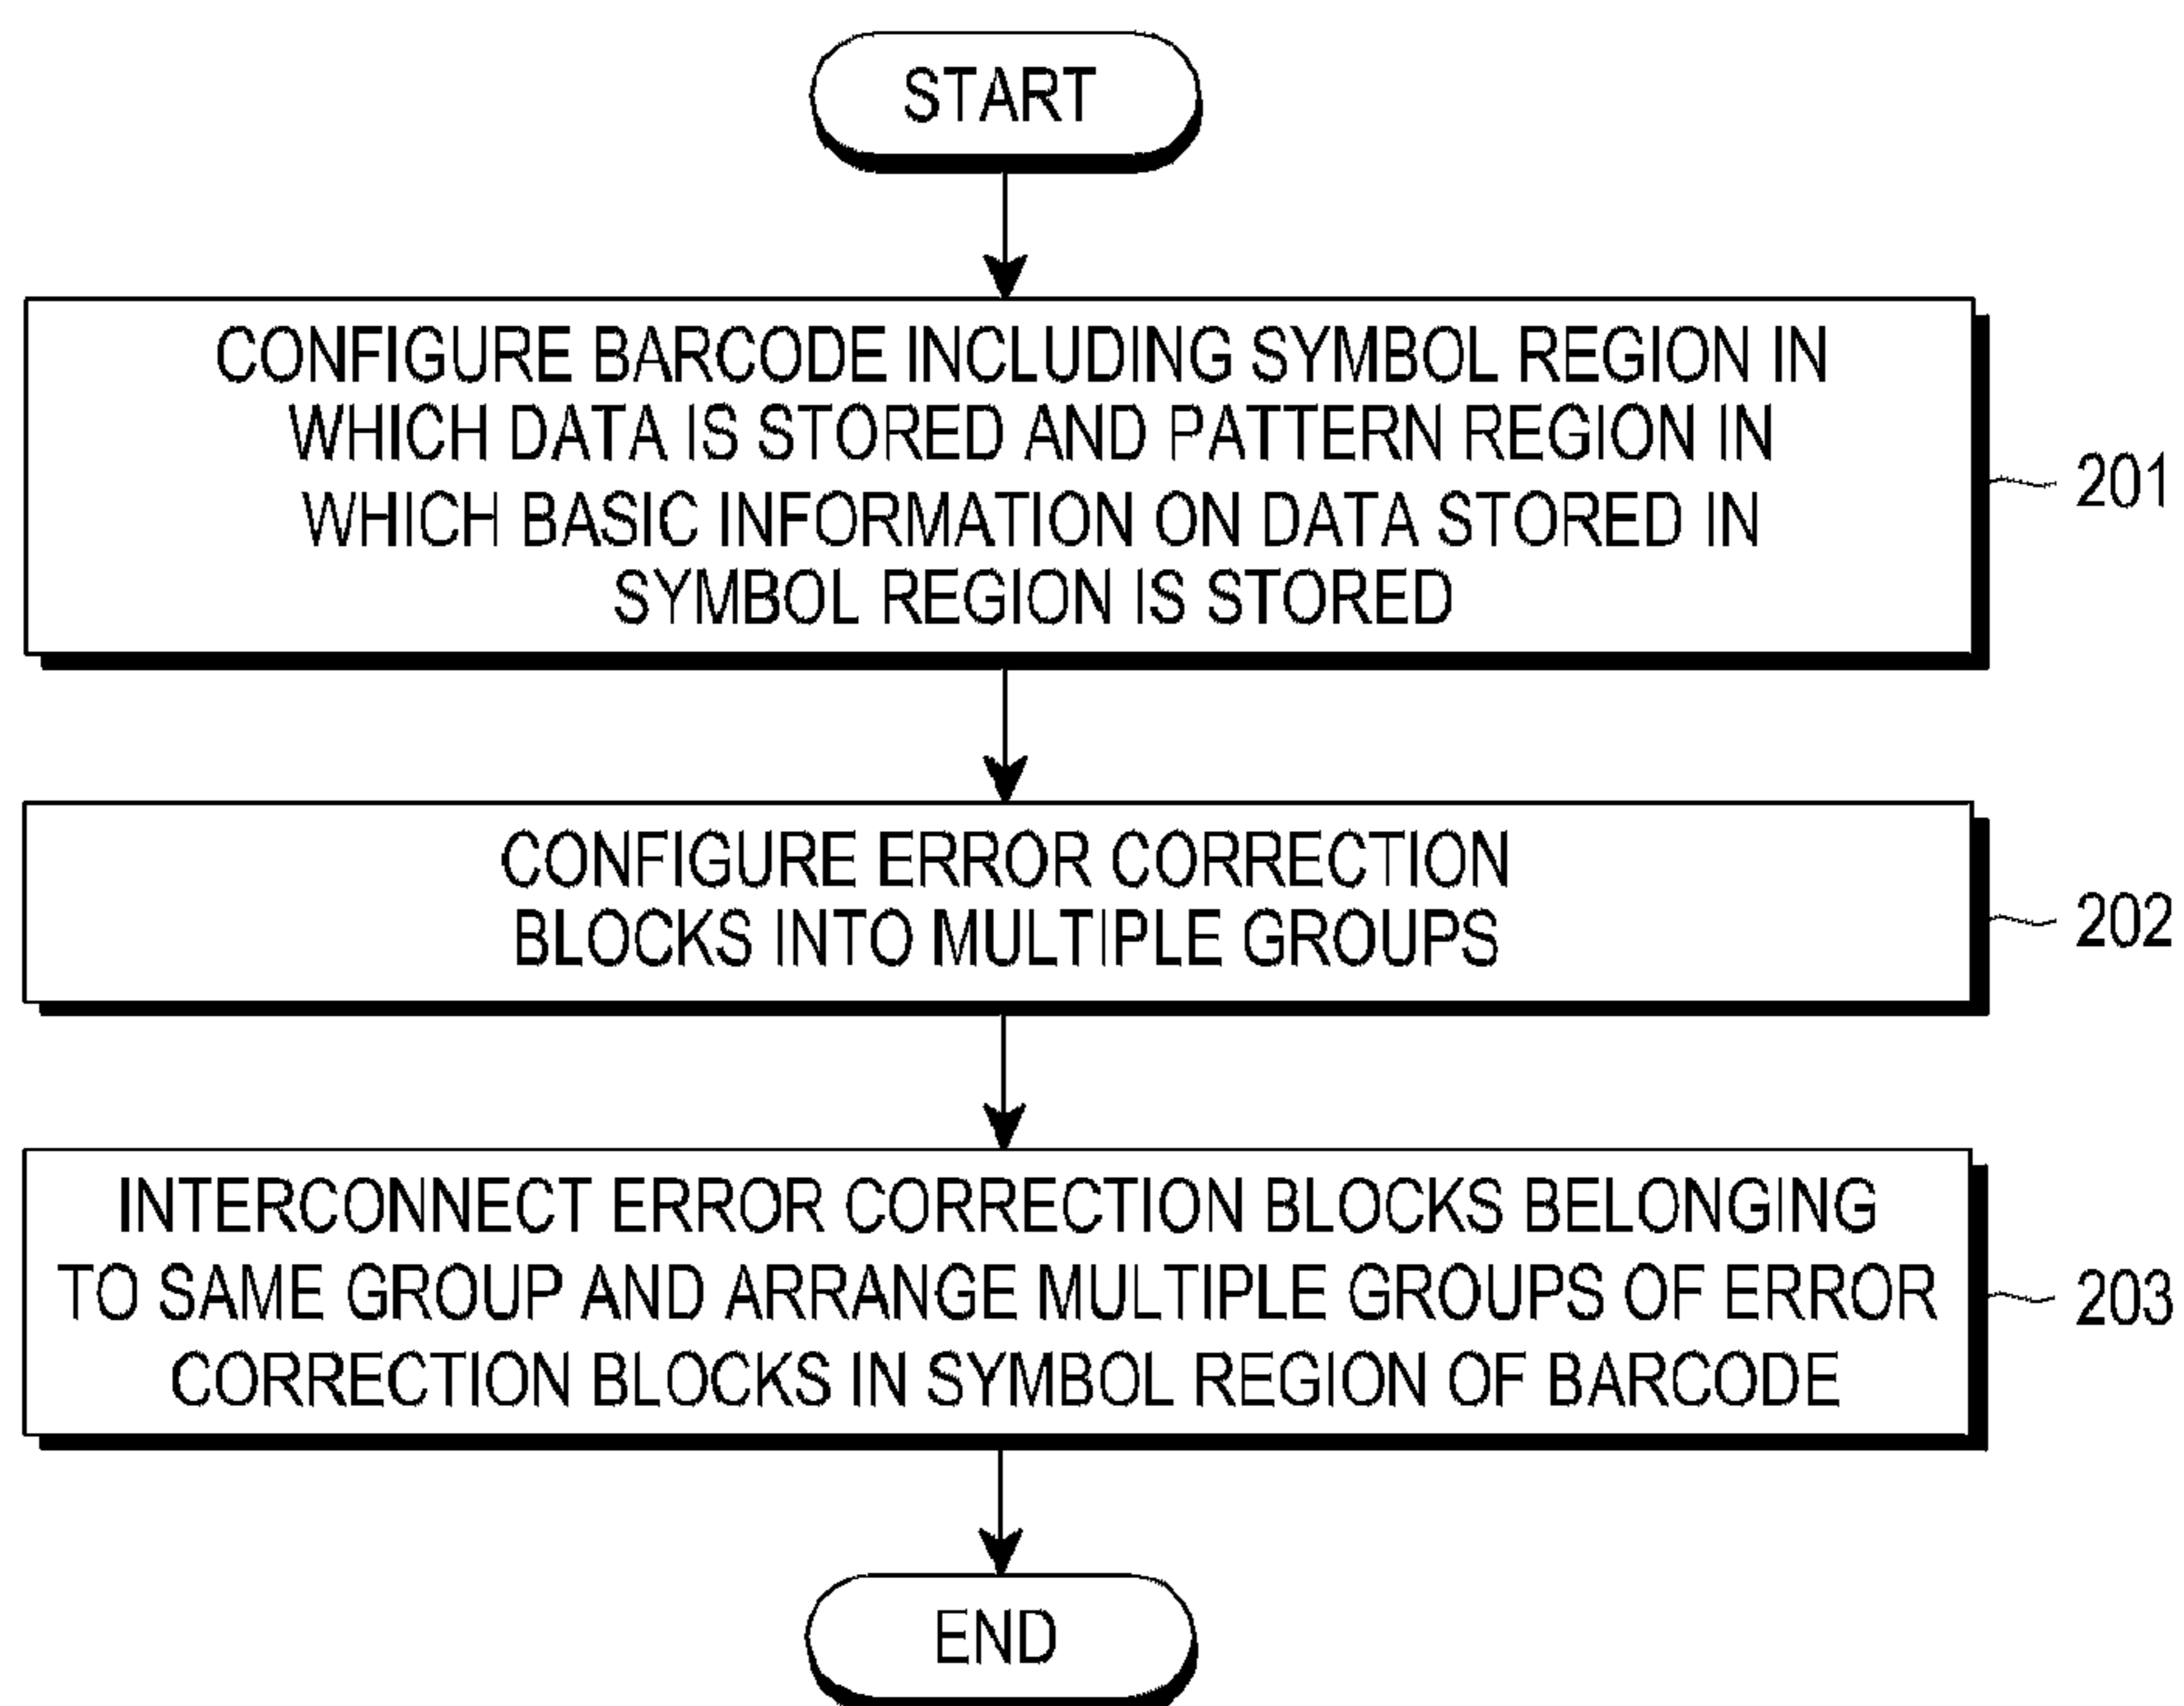 START
CONFIGURE BARCODE INCLUDING SYMBOL REGION IN
WHICH DATA IS STORED AND PATTERN REGION IN
WHICH BASIC INFORMATION ON DATA STORED IN
SYMBOL REGION IS STORED
201
CONFIGURE ERROR CORRECTION
BLOCKS INTO MULTIPLE GROUPS
202
INTERCONNECT ERROR CORRECTION BLOCKS BELONGING
TO SAME GROUP AND ARRANGE MULTIPLE GROUPS OF ERROR
CORRECTION BLOCKS IN SYMBOL REGION OF BARCODE
203
END